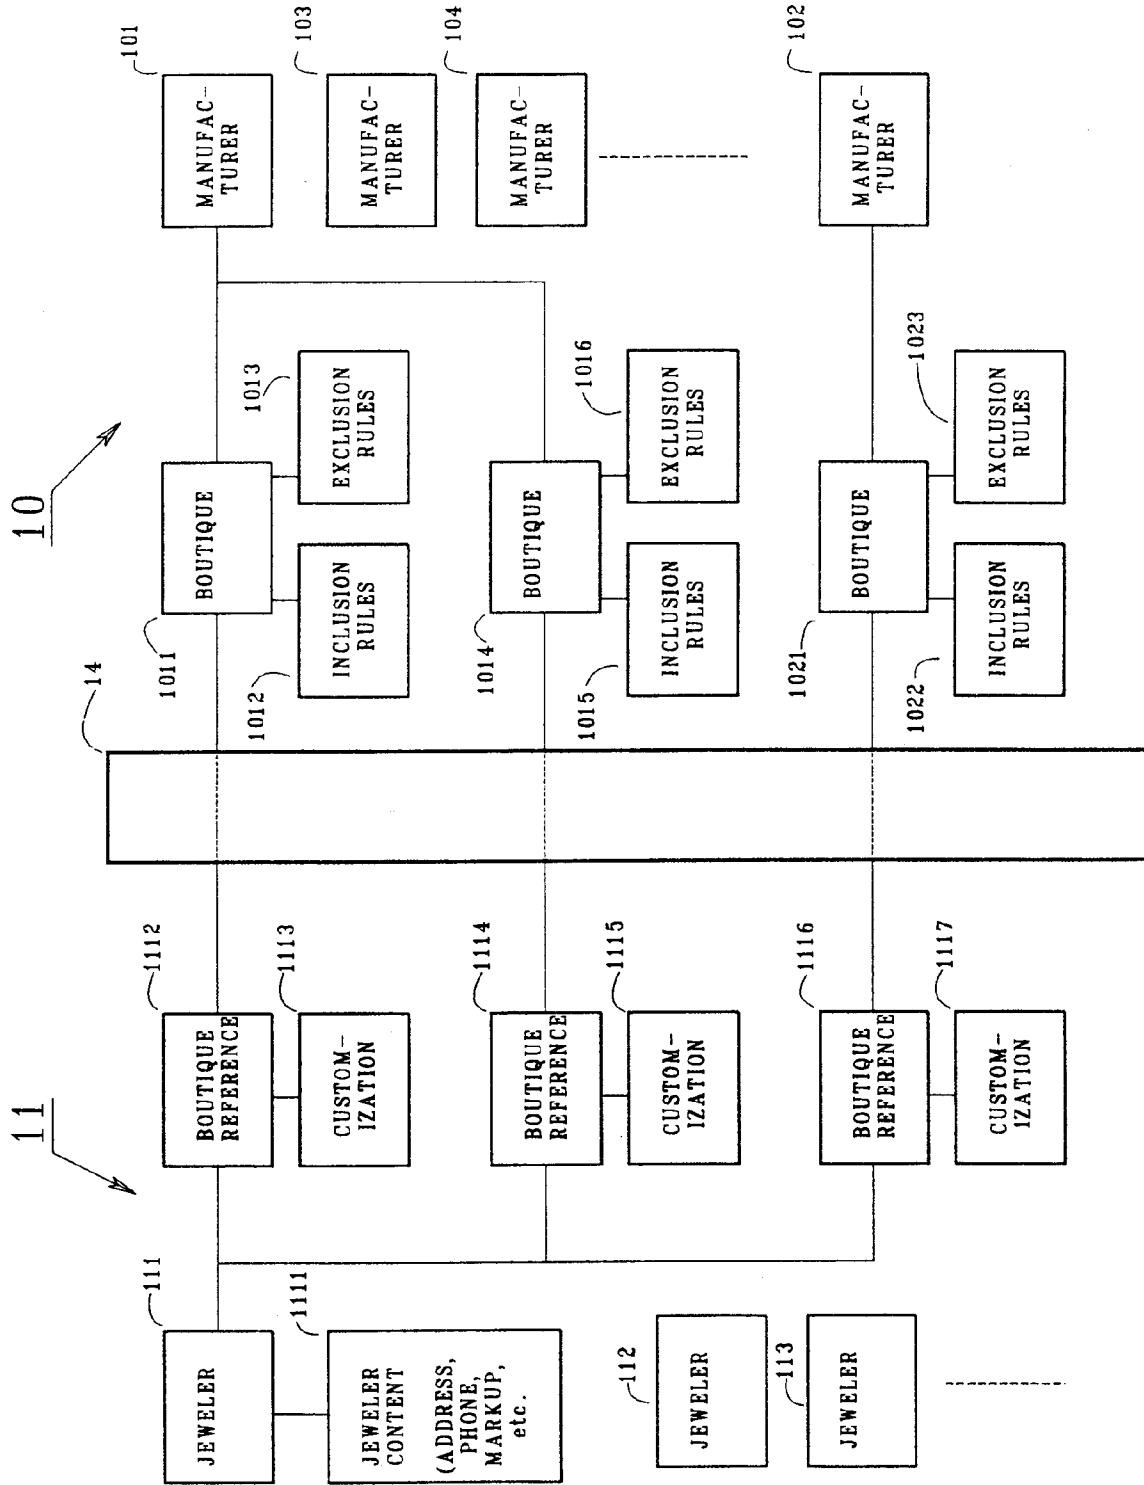 11
10
JEWELER
111
JEWELER
CONTENT
(ADDRESS,
PHONE,
MARKUP,
etc.
1111
JEWELER
112
JEWELER
113
BOUTIQUE
REFERENCE
1112
CUSTOM-
IZATION
1113
BOUTIQUE
REFERENCE
1114
CUSTOM-
IZATION
1115
BOUTIQUE
REFERENCE
1116
CUSTOM-
IZATION
1117
14
BOUTIQUE
1011
INCLUSION
RULES
1012
EXCLUSION
RULES
1013
BOUTIQUE
1014
INCLUSION
RULES
1015
EXCLUSION
RULES
1016
BOUTIQUE
1021
INCLUSION
RULES
1022
EXCLUSION
RULES
1023
MANUFAC-
TURER
101
MANUFAC-
TURER
103
MANUFAC-
TURER
104
MANUFAC-
TURER
102